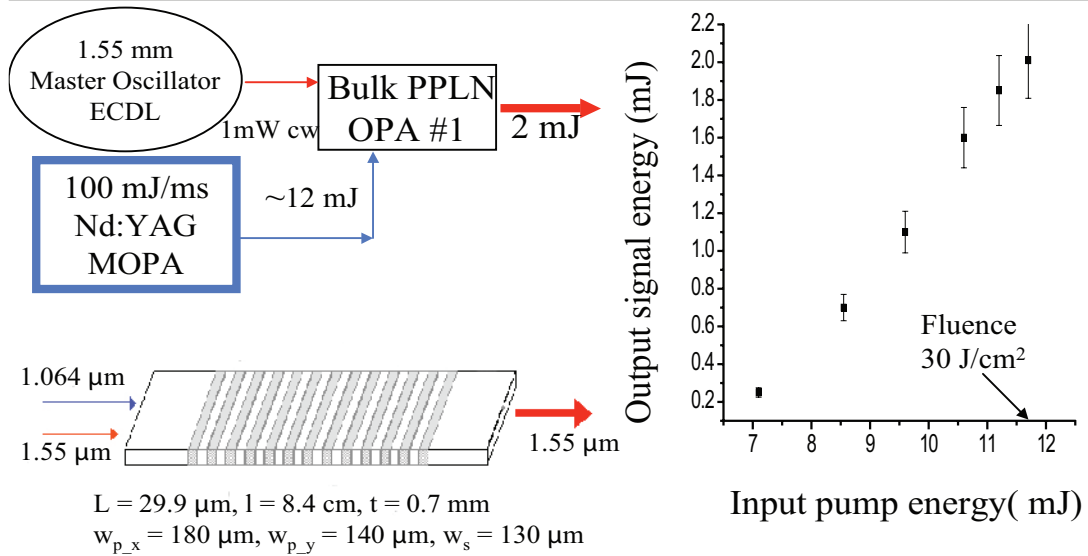 1.55 mm
Master Oscillator
ECDL
1mW cw
Bulk PPLN
OPA #1
2 mJ
100 mJ/ms
Nd:YAG
MOPA
~12 mJ
1.064 μm
1.55 μm
1.55 μm
L = 29.9 μm, l = 8.4 cm, t = 0.7 mm
w_{p_x} = 180 μm, w_{p_y} = 140 μm, w_s = 130 μm
Output signal energy (mJ)
2.2
2.0
1.8
1.6
1.4
1.2
1.0
0.8
0.6
0.4
0.2
Fluence
30 J/cm²
7 8 9 10 11 12
Input pump energy( mJ)